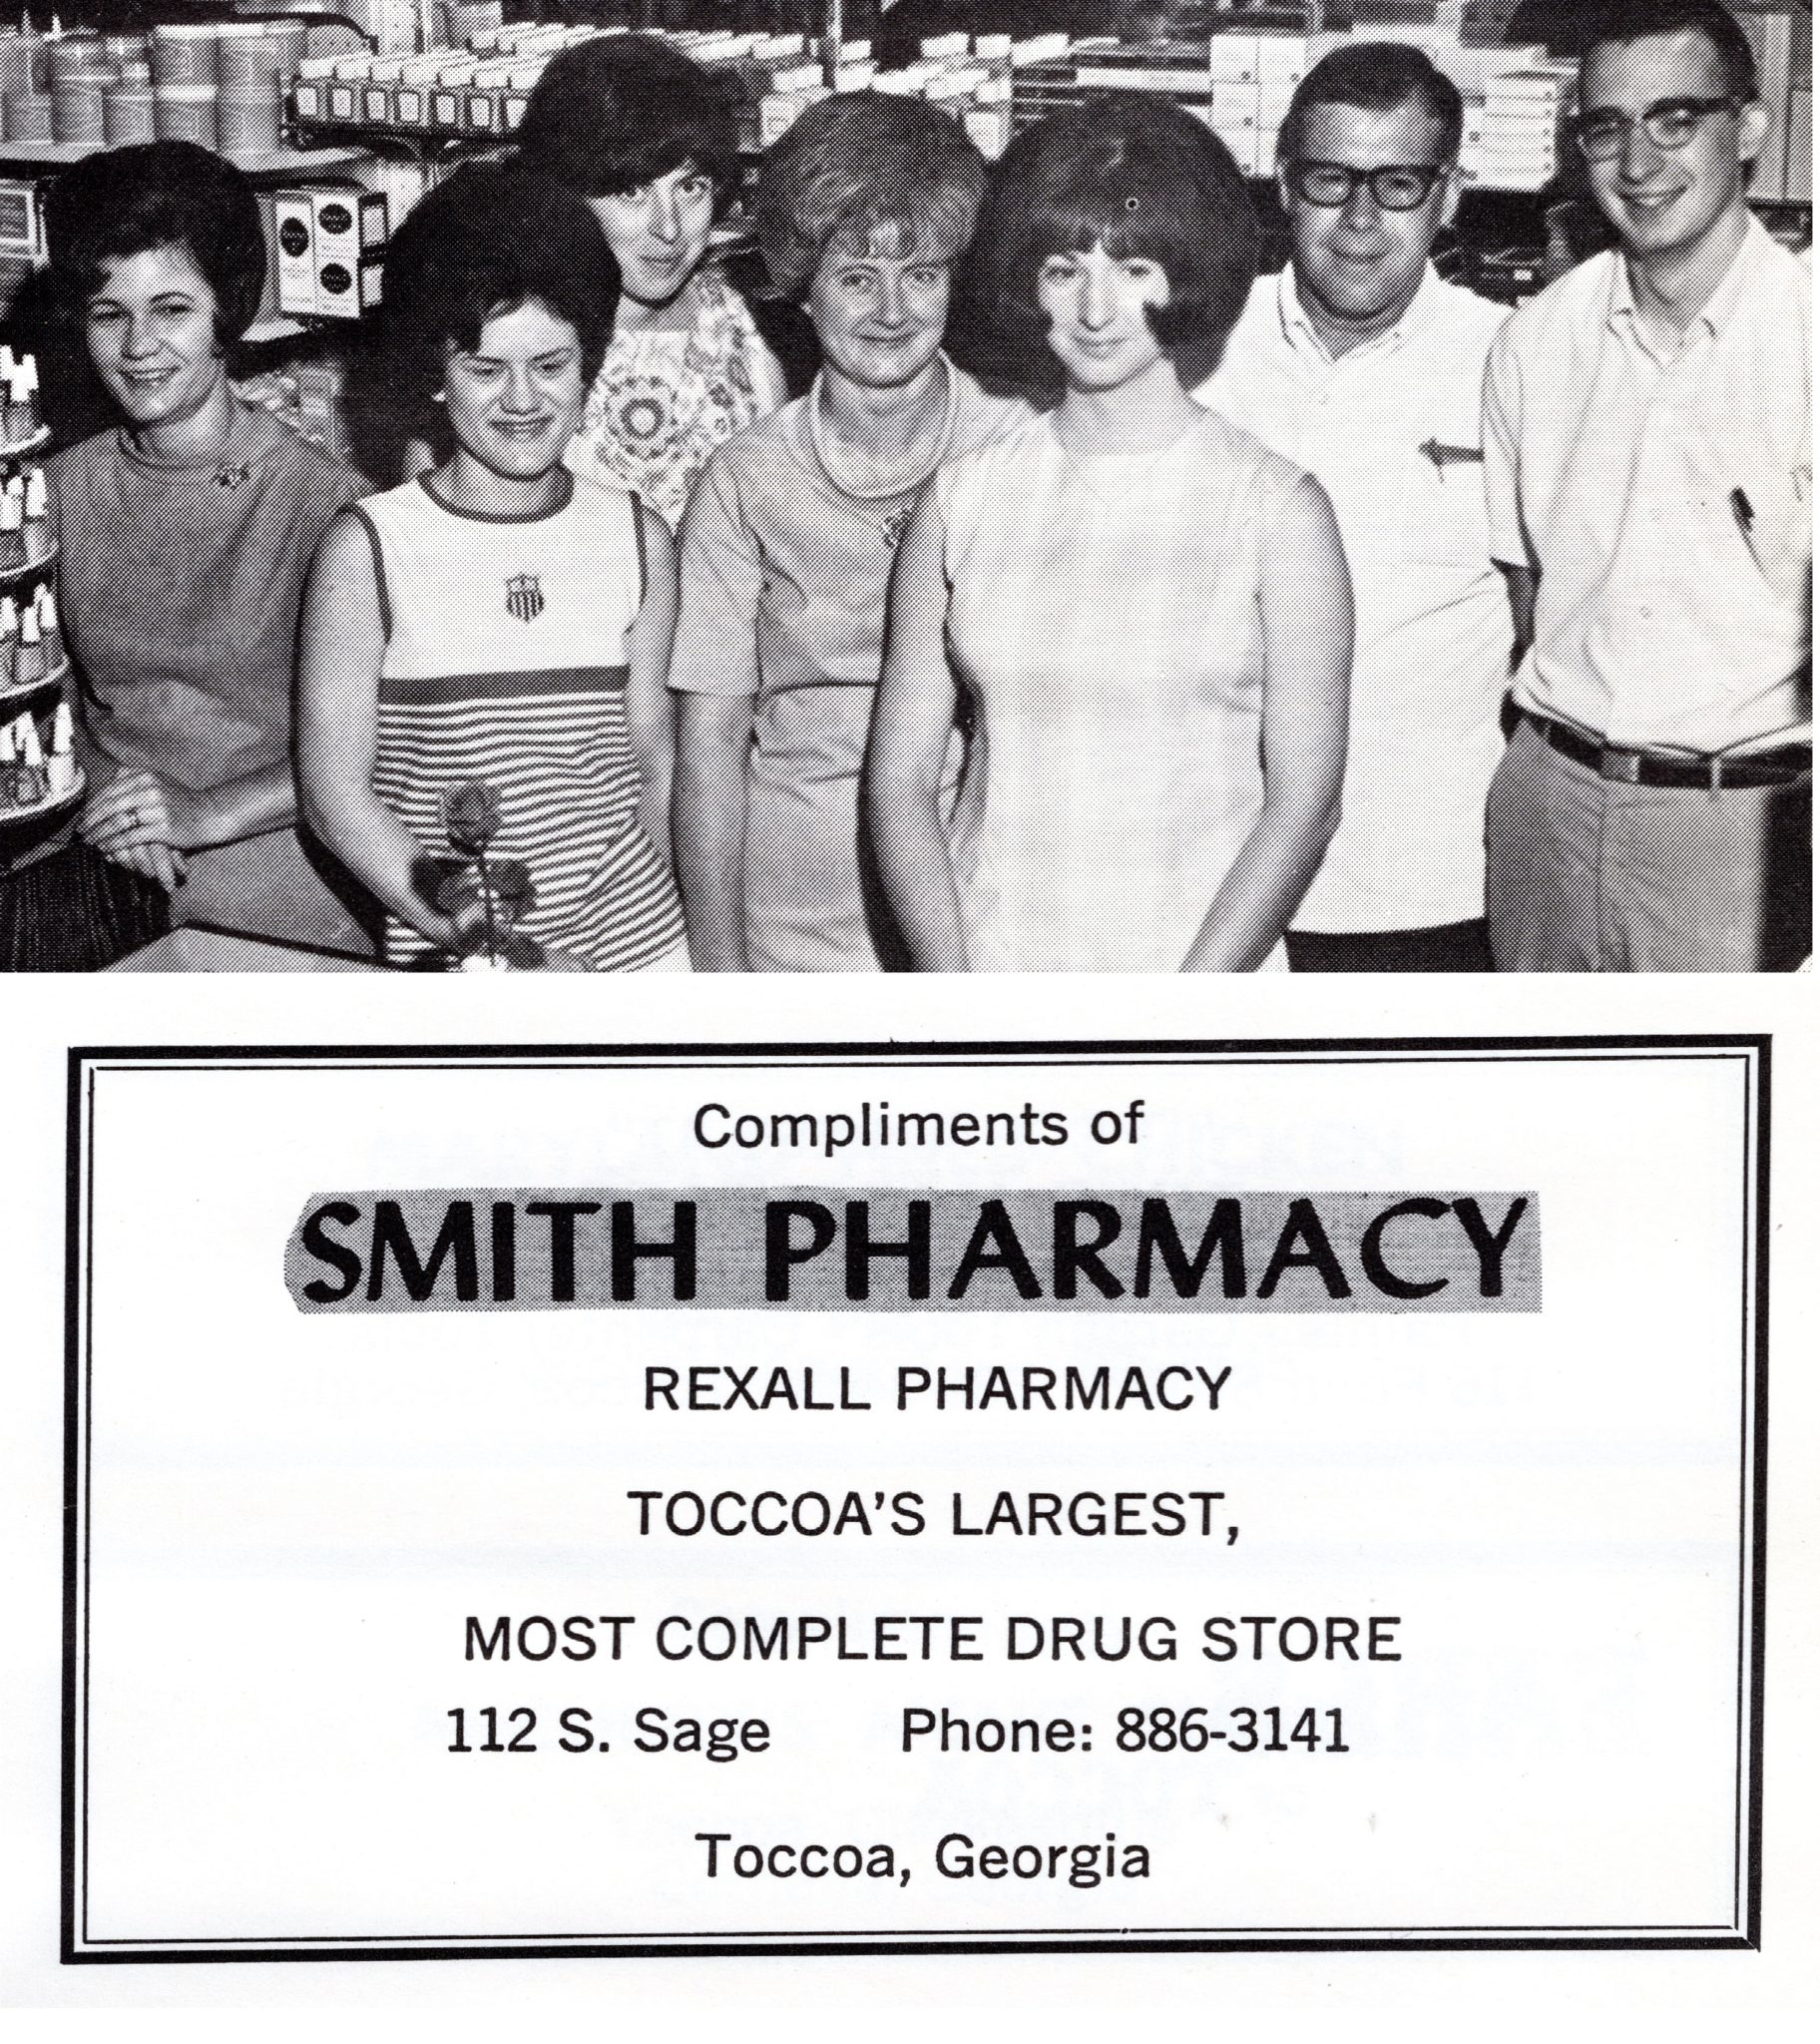 Compliments of
SMITH PHARMACY
REXALL PHARMACY
TOCCOA'S LARGEST,
MOST COMPLETE DRUG STORE
112 S. Sage Phone: 886-3141
Toccoa, Georgia